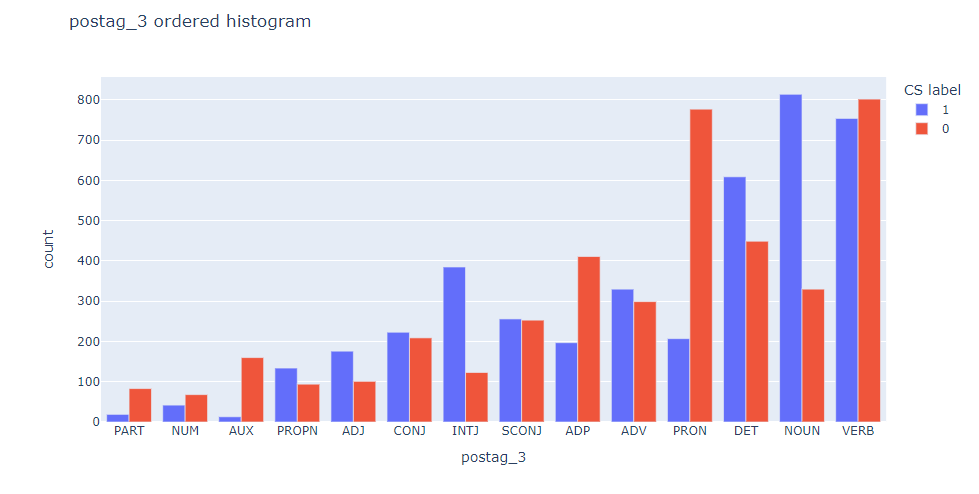 postag_3 ordered histogram
CS label
1
0
count
800
700
600
500
400
300
200
100
0
PART NUM AUX PROPN ADJ CONJ INTJ SCONJ ADP ADV PRON DET NOUN VERB
postag_3